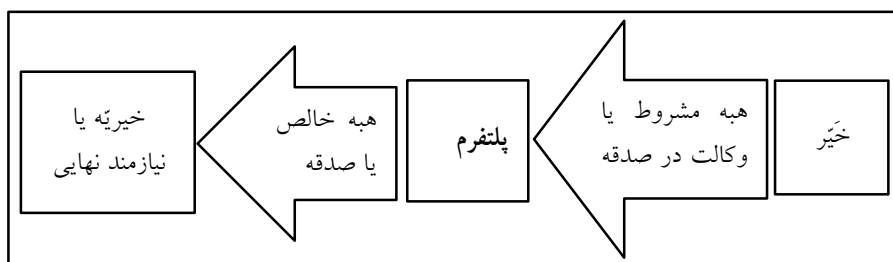 خَیّر
هبه مشروط یا
وکالت در صدقه
پلتفرم
هبه خالص
یا صدقه
خیریّه یا
نیازمند نهایی